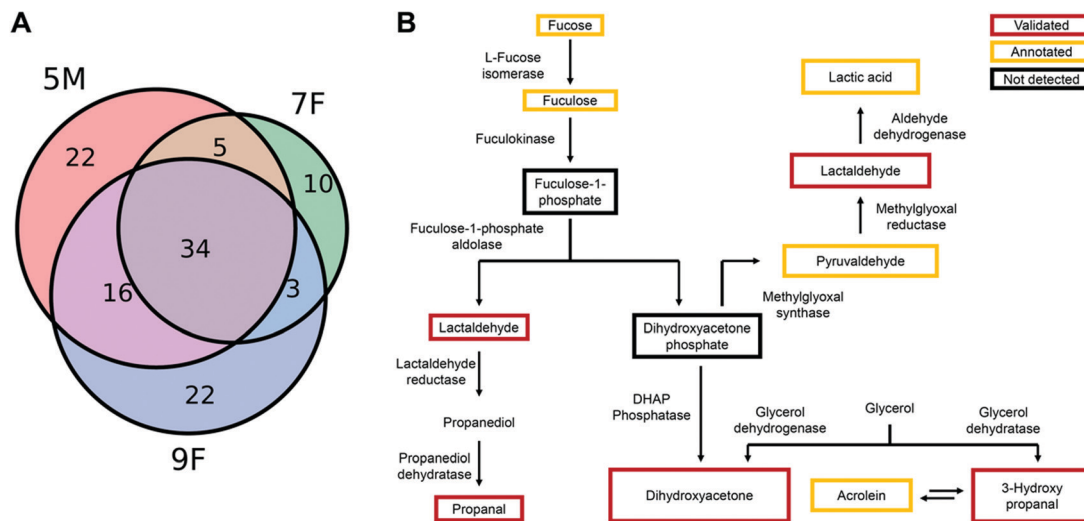 A
5M
7F
22
5
10
34
16
3
22
9F
B
Fucose
L-Fucose
isomerase
Fuculose
Fuculokinase
Fuculose-1-
phosphate
Fuculose-1-phosphate
aldolase
Lactaldehyde
Lactaldehyde
reductase
Propanediol
Propanediol
dehydratase
Propanal
Dihydroxyacetone
phosphate
DHAP
Phosphatase
Dihydroxyacetone
Validated
Annotated
Not detected
Lactic acid
Aldehyde
dehydrogenase
Lactaldehyde
Methylglyoxal
reductase
Pyruvaldehyde
Methylglyoxal
synthase
Glycerol
dehydrogenase
Glycerol
Glycerol
dehydratase
Acrolein
3-Hydroxy
propanal